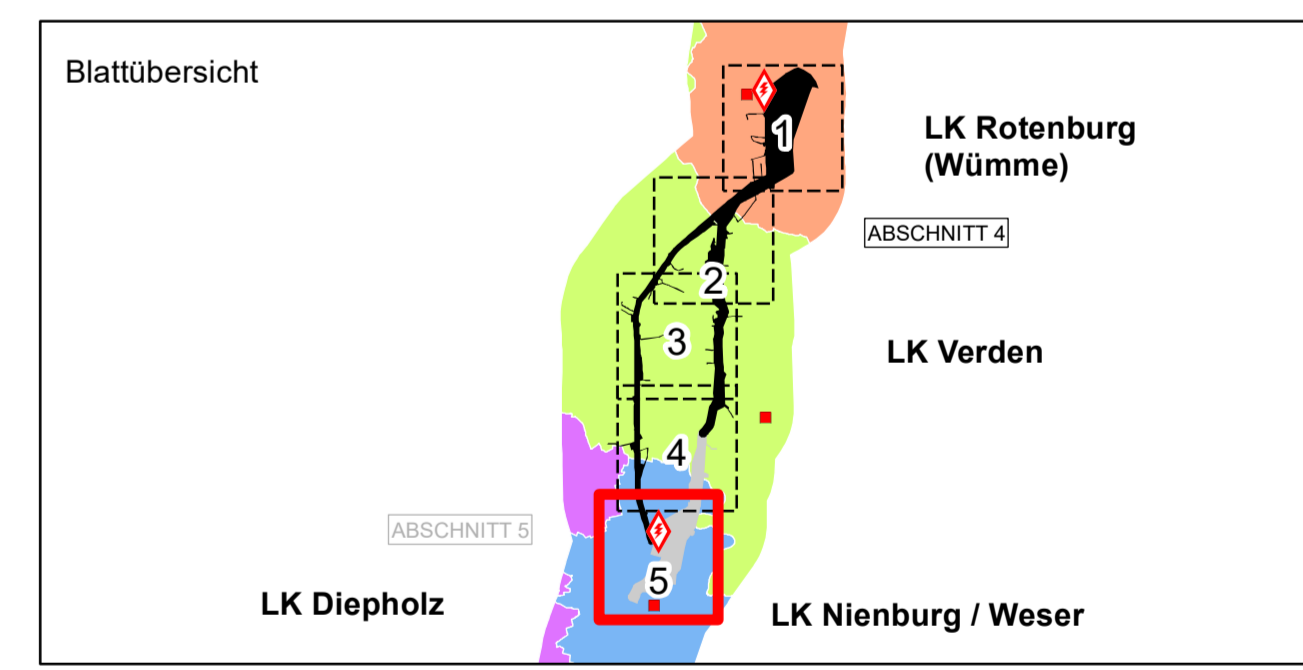 Blattübersicht
1
LK Rotenburg
(Wümme)
ABSCHNITT 4
2
3
LK Verden
4
ABSCHNITT 5
5
LK Diepholz
LK Nienburg / Weser